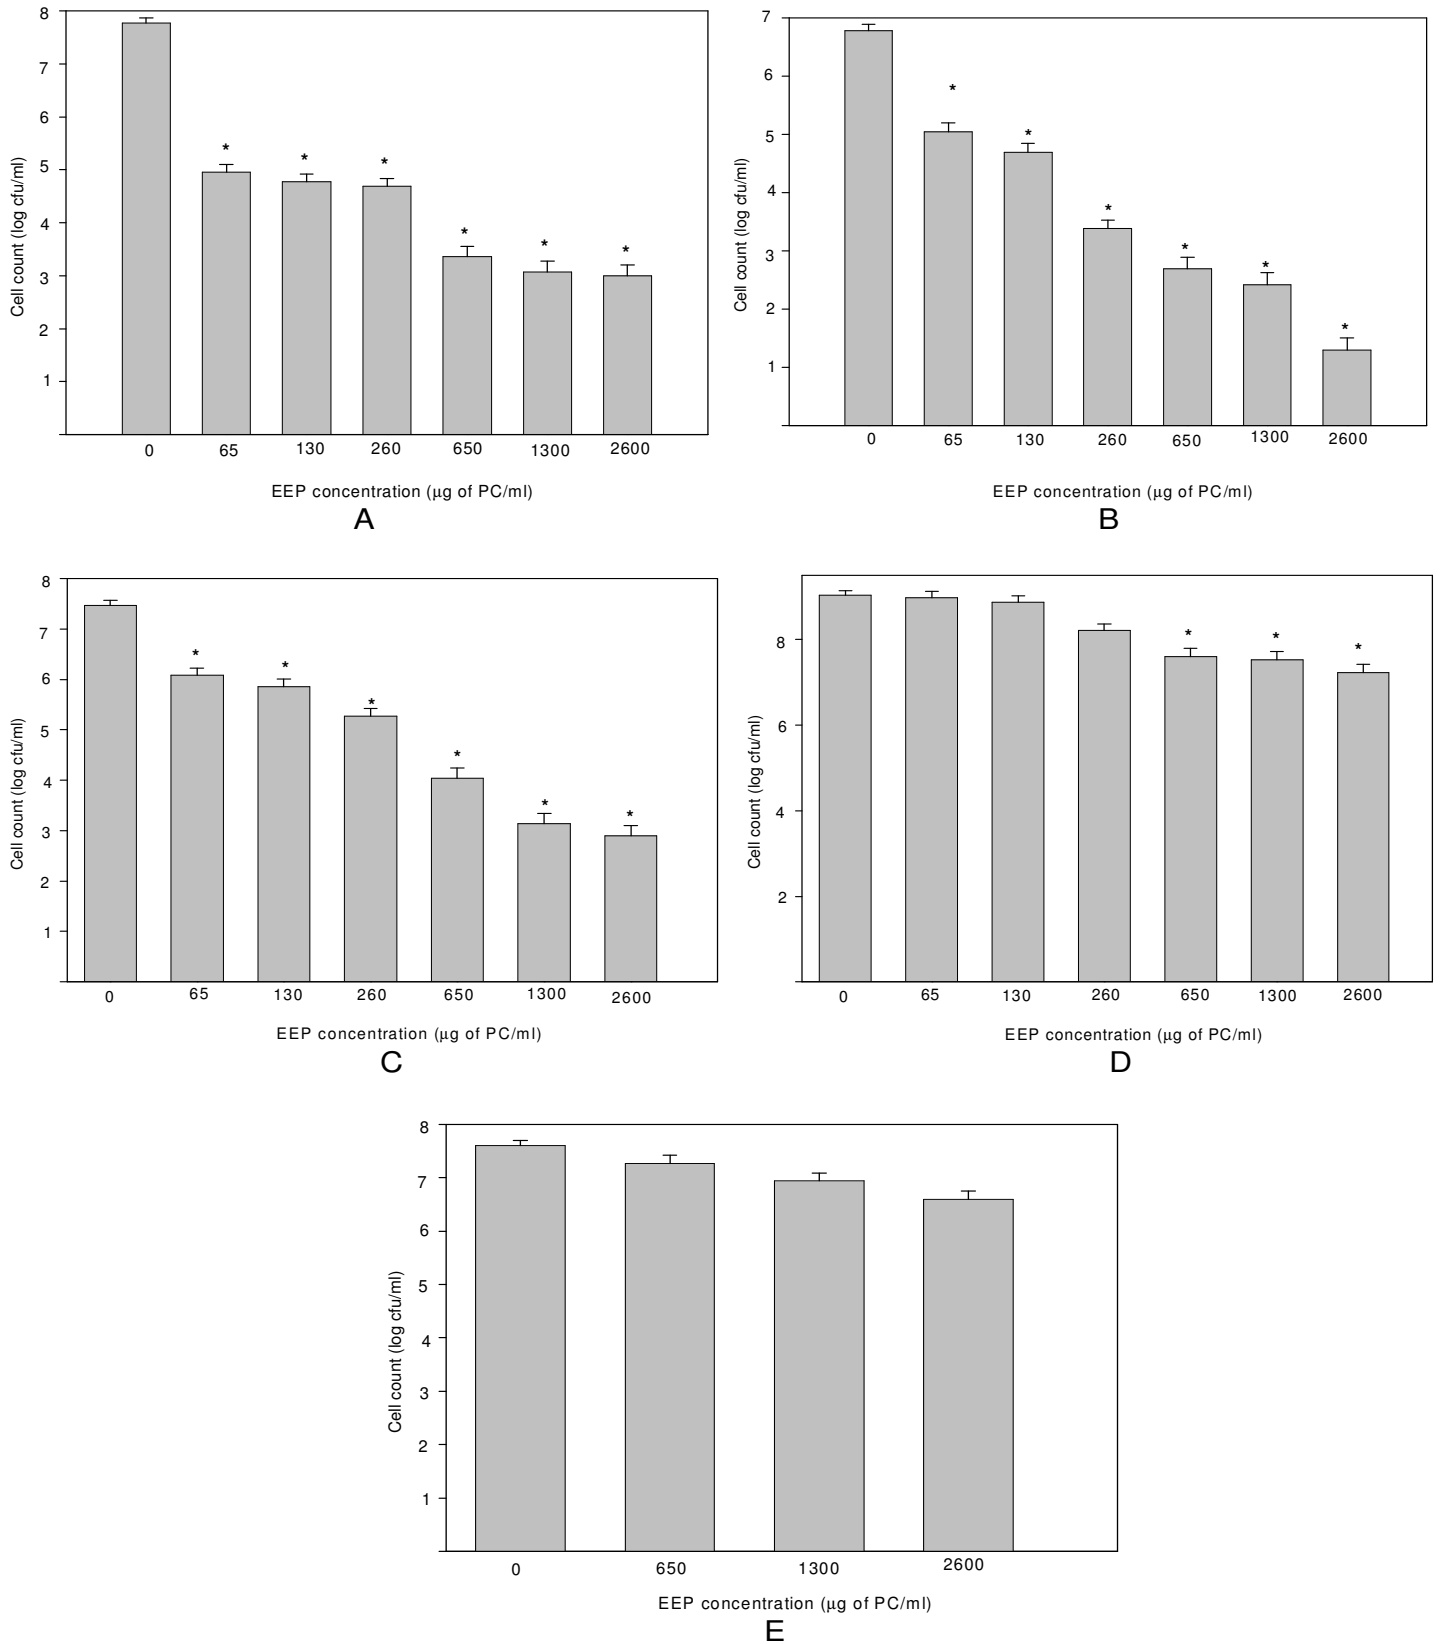 8
7
6
5
4
3
2
1
Cell count (log cfu/ml)
*
*
*
*
*
*
0 65 130 260 650 1300 2600
EEP concentration (μg of PC/ml)
A
7
6
5
4
3
2
1
Cell count (log cfu/ml)
*
*
*
*
*
*
0 65 130 260 650 1300 2600
EEP concentration (μg of PC/ml)
B
8
7
6
5
4
3
2
1
Cell count (log cfu/ml)
*
*
*
*
*
*
0 65 130 260 650 1300 2600
EEP concentration (μg of PC/ml)
C
8
6
4
2
Cell count (log cfu/ml)
*
*
*
0 65 130 260 650 1300 2600
EEP concentration (μg of PC/ml)
D
8
7
6
5
4
3
2
1
Cell count (log cfu/ml)
0 650 1300 2600
EEP concentration (μg of PC/ml)
E